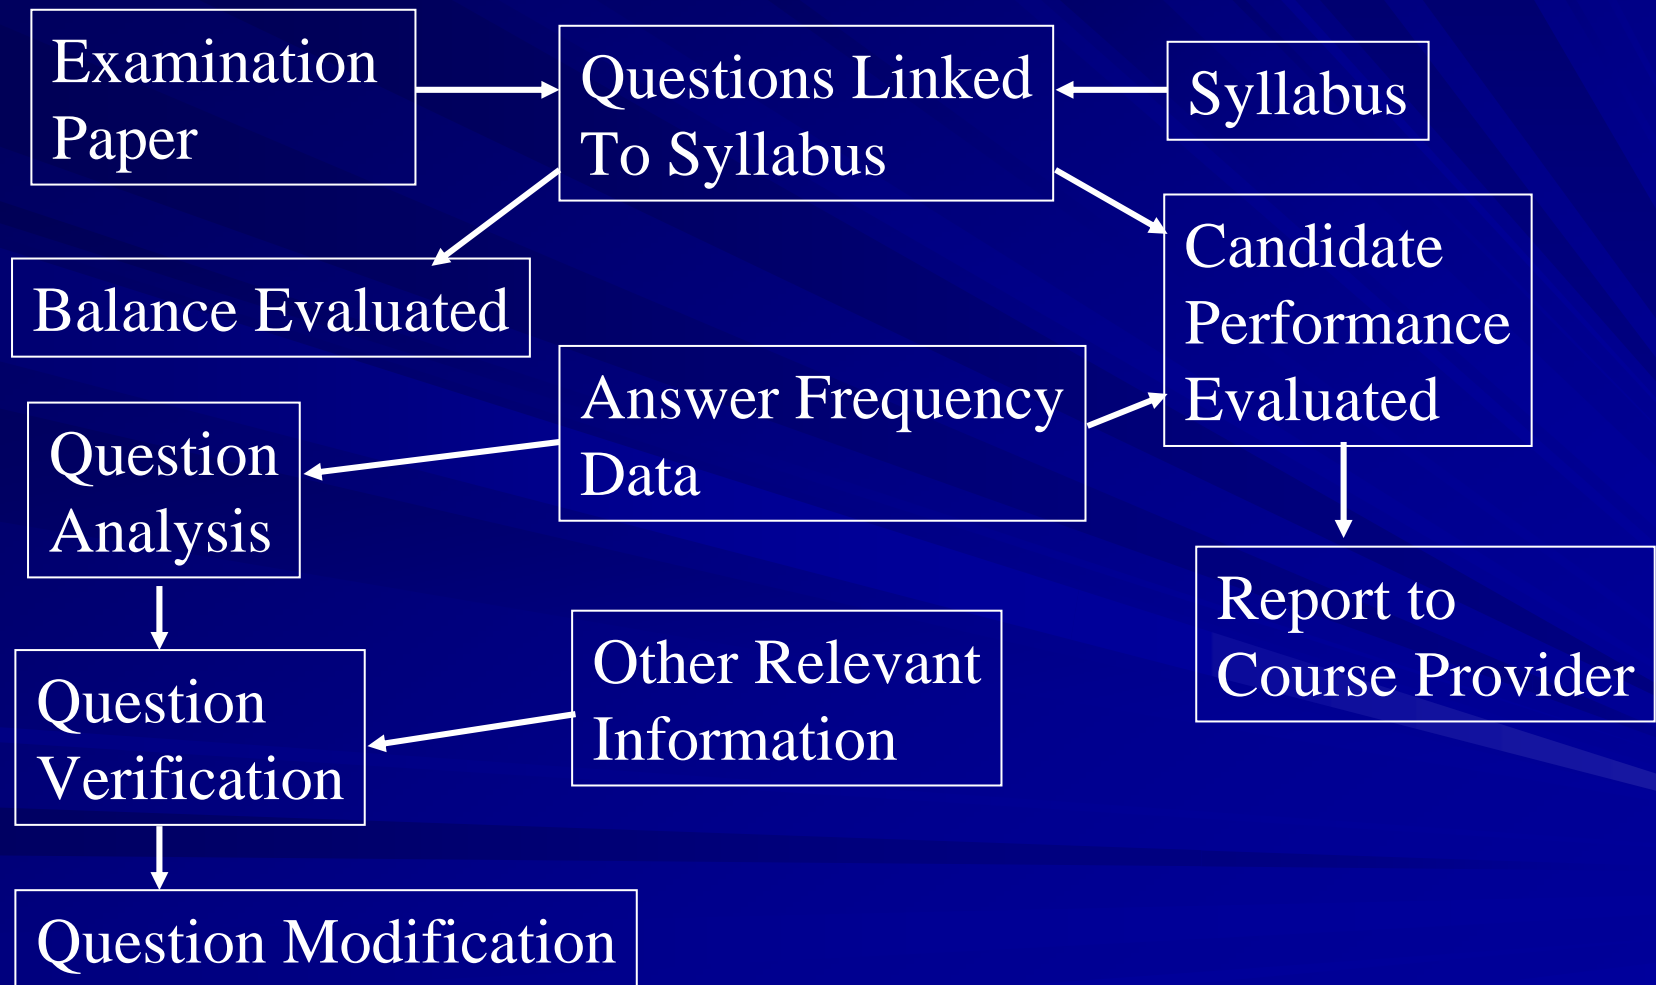 Examination
Paper
Questions Linked
To Syllabus
Syllabus
Balance Evaluated
Candidate
Performance
Evaluated
Answer Frequency
Data
Question
Analysis
Report to
Course Provider
Other Relevant
Information
Question
Verification
Question Modification